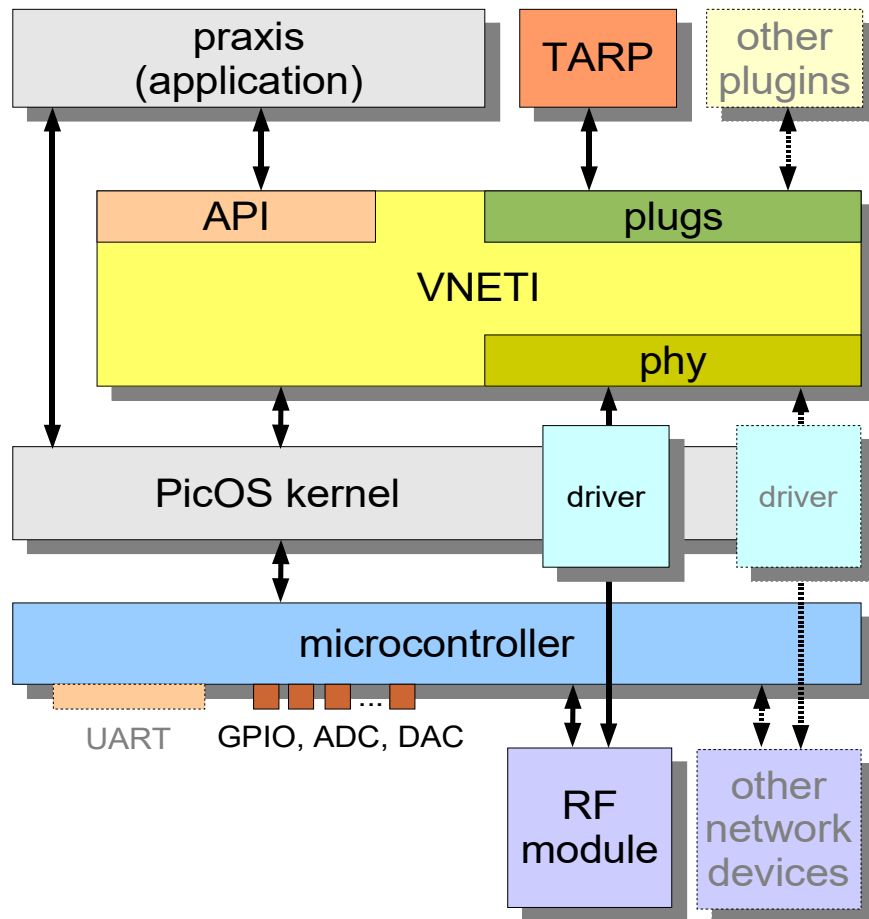 praxis
(application)
TARP
other
plugins
API
plugs
VNETI
phy
PicOS kernel
driver
driver
microcontroller
...
UART
GPIO, ADC, DAC
RF
module
other
network
devices